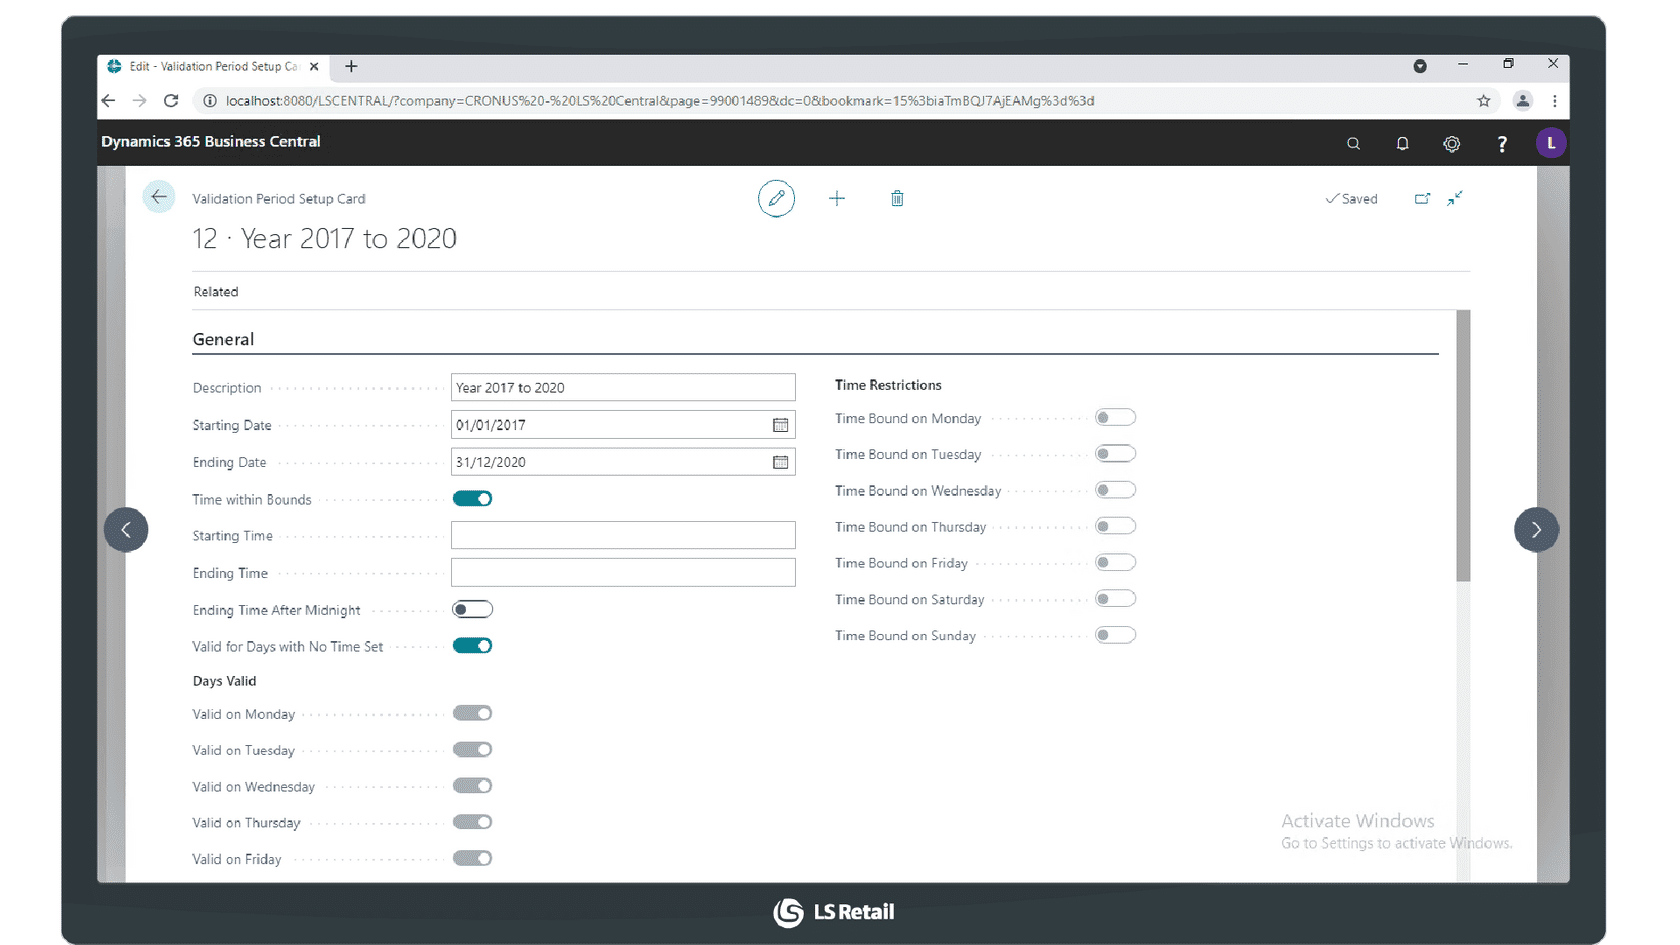 Edit - Validation Period Setup Ca
localhost:8080/LSCENTRAL/?company=CRONUS%20-%20LS%20Central&page=99001489&dc=0&bookmark=15%3biaTmBQJ7AjEAMg%3d%3d
Dynamics 365 Business Central
L
Validation Period Setup Card
Saved
12 · Year 2017 to 2020
Related
General
Description
Year 2017 to 2020
Starting Date
01/01/2017
Ending Date
31/12/2020
Time within Bounds
Starting Time
Ending Time
Ending Time After Midnight
Valid for Days with No Time Set
Days Valid
Valid on Monday
Valid on Tuesday
Valid on Wednesday
Valid on Thursday
Valid on Friday
Time Restrictions
Time Bound on Monday
Time Bound on Tuesday
Time Bound on Wednesday
Time Bound on Thursday
Time Bound on Friday
Time Bound on Saturday
Time Bound on Sunday
Activate Windows
Go to Settings to activate Windows.
LS Retail